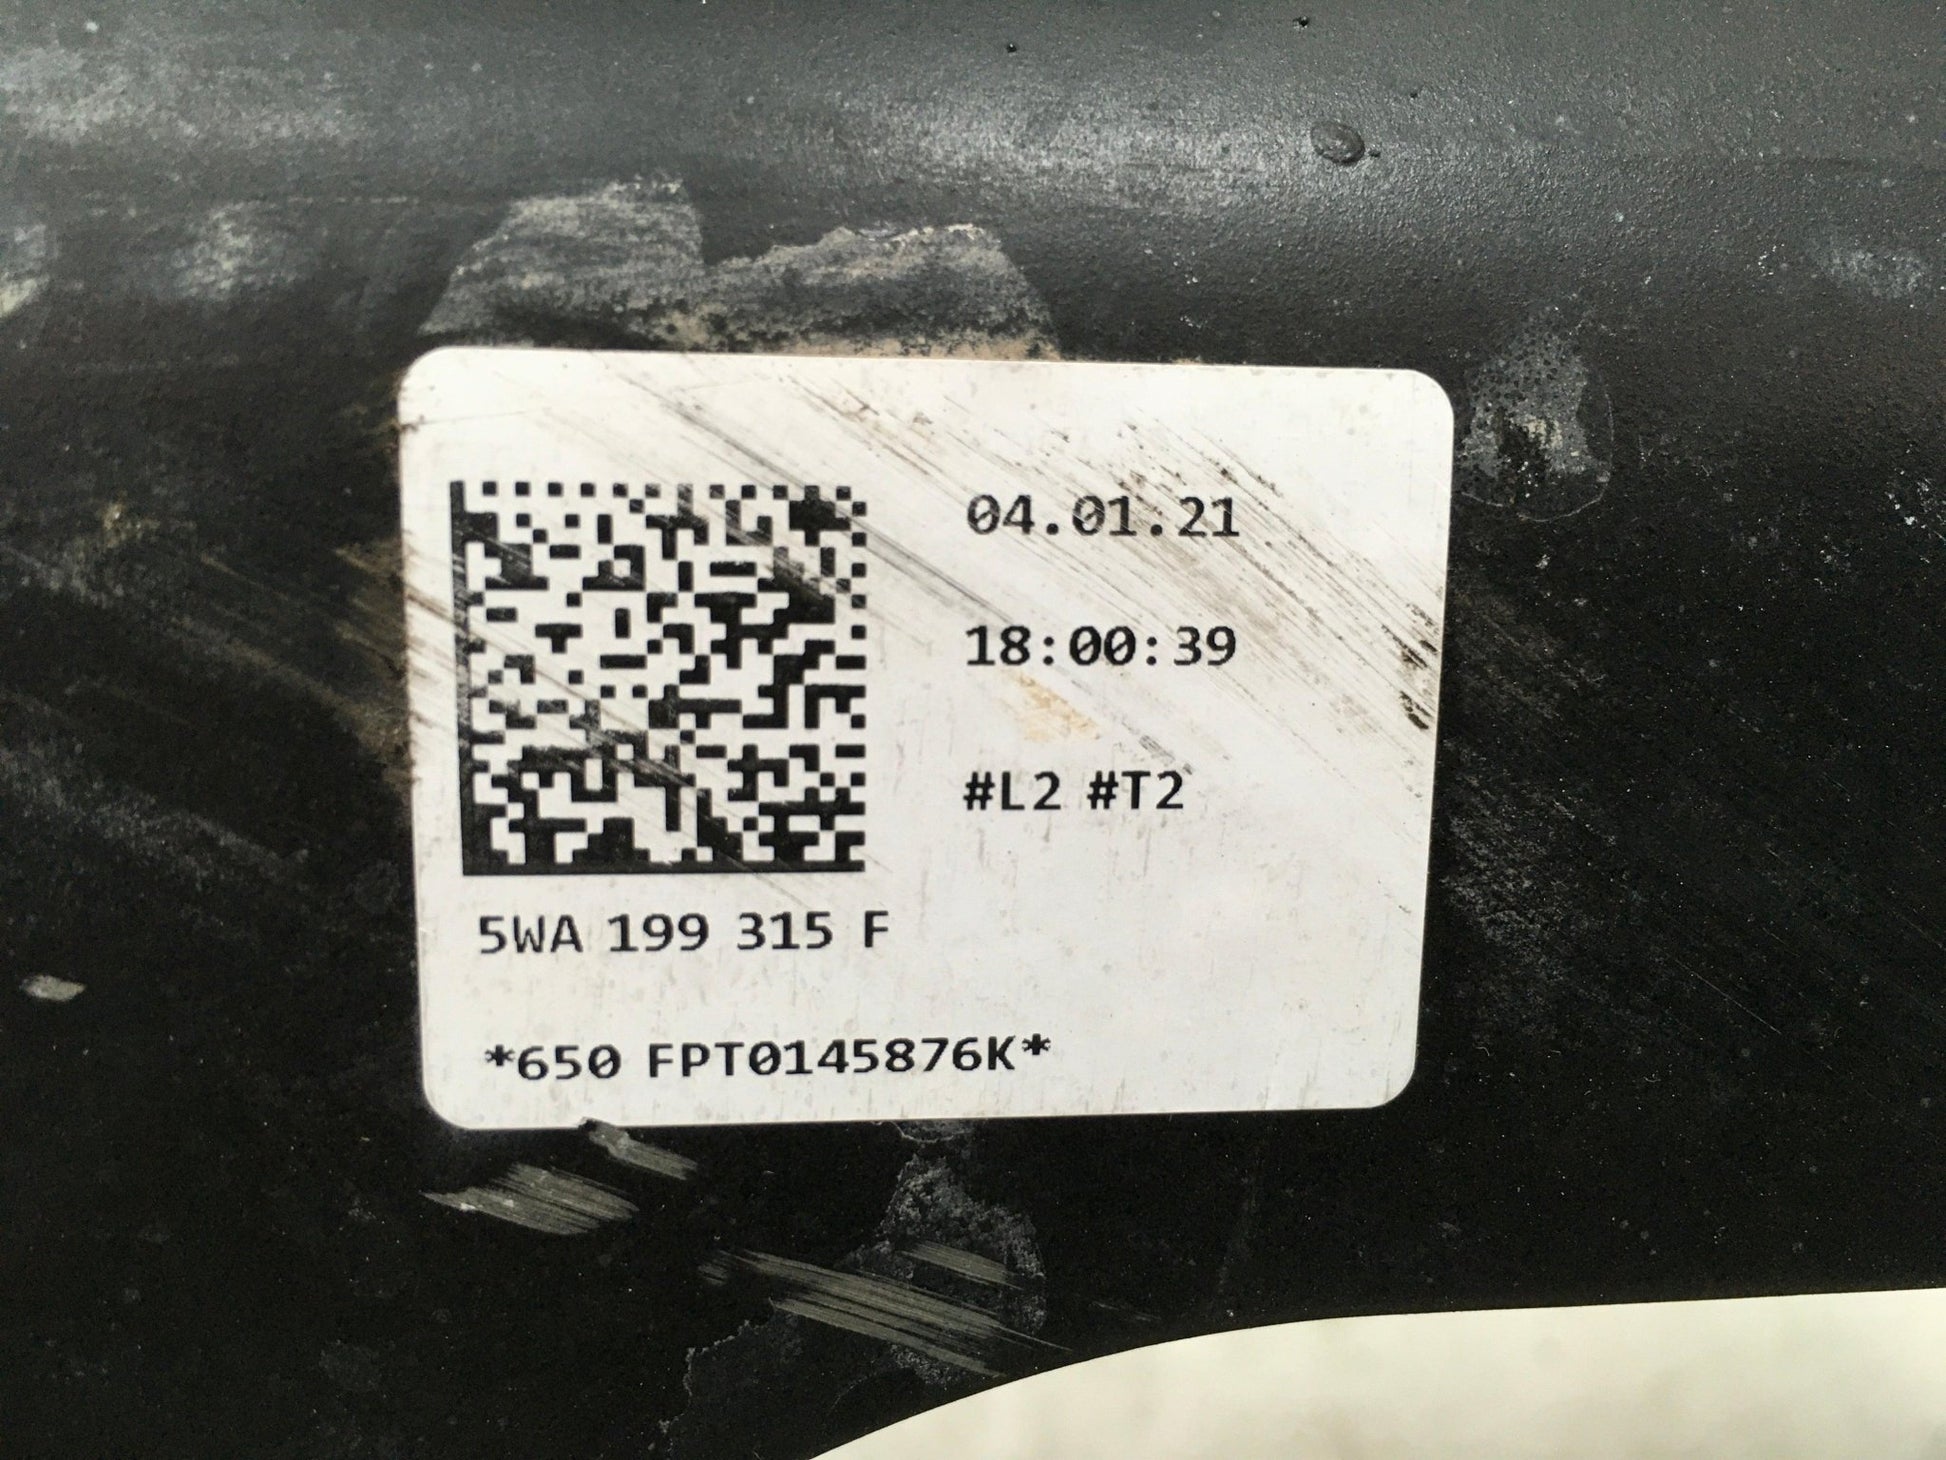 04.01.21
18:00:39
#L2 #T2
5WA 199 315 F
*650 FPT0145876K*